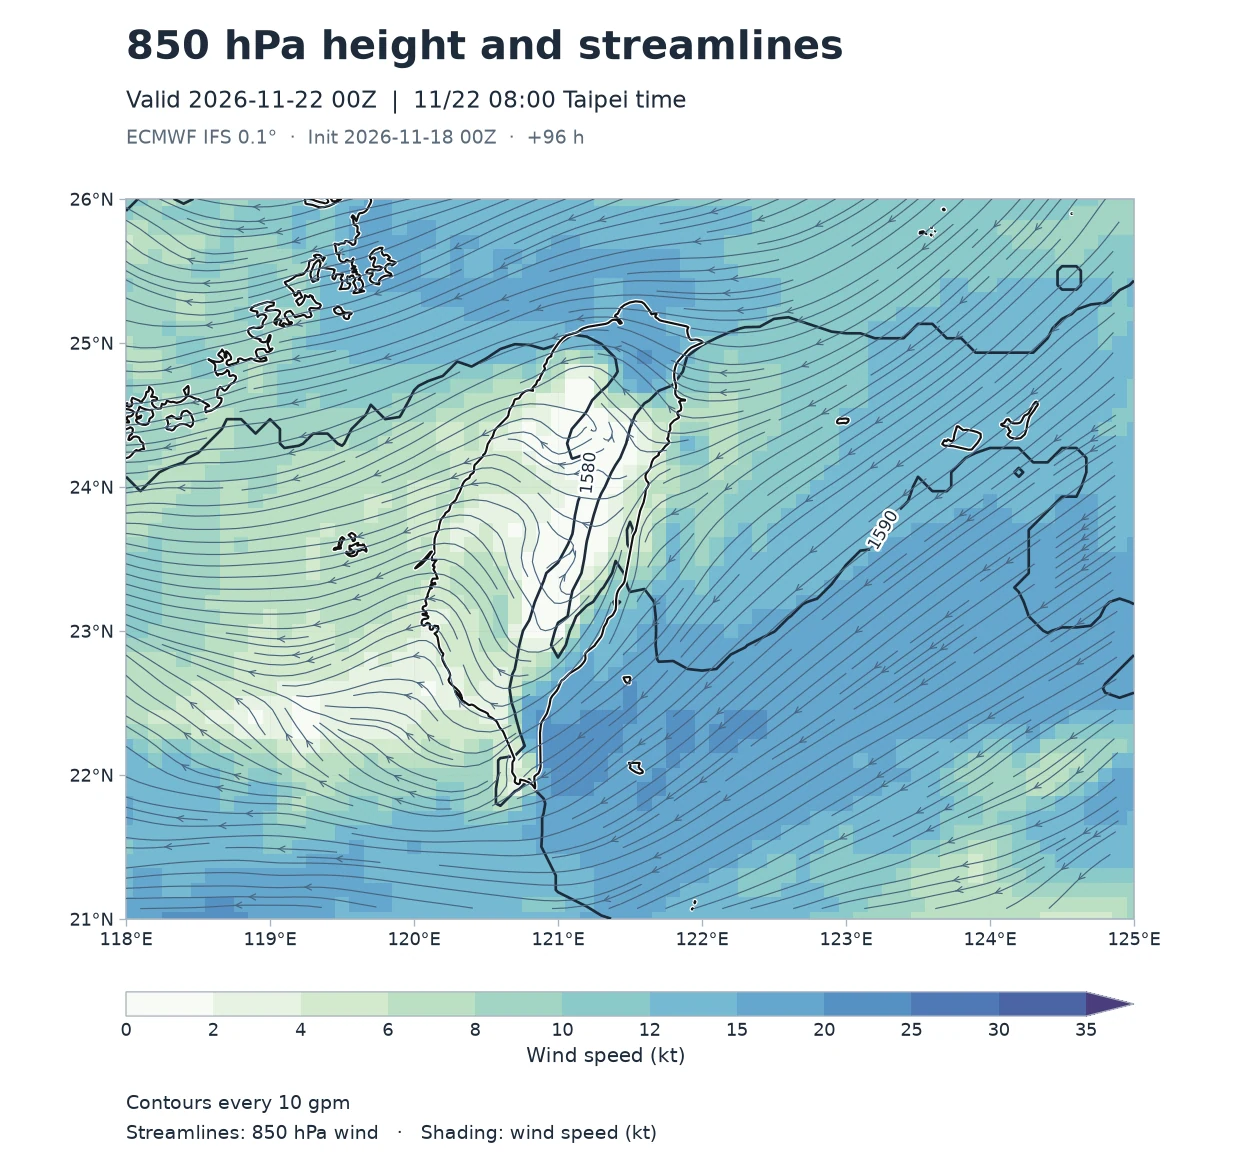 850 hPa height and streamlines
Valid 2026-11-22 00Z | 11/22 08:00 Taipei time
ECMWF IFS 0.1° · Init 2026-11-18 00Z · +96 h
26°N
25°N
24°N
23°N
22°N
21°N
1580
1590
118°E 119°E 120°E 121°E 122°E 123°E 124°E 125°E
0 2 4 6 8 10 12 15 20 25 30 35
Wind speed (kt)
Contours every 10 gpm
Streamlines: 850 hPa wind · Shading: wind speed (kt)